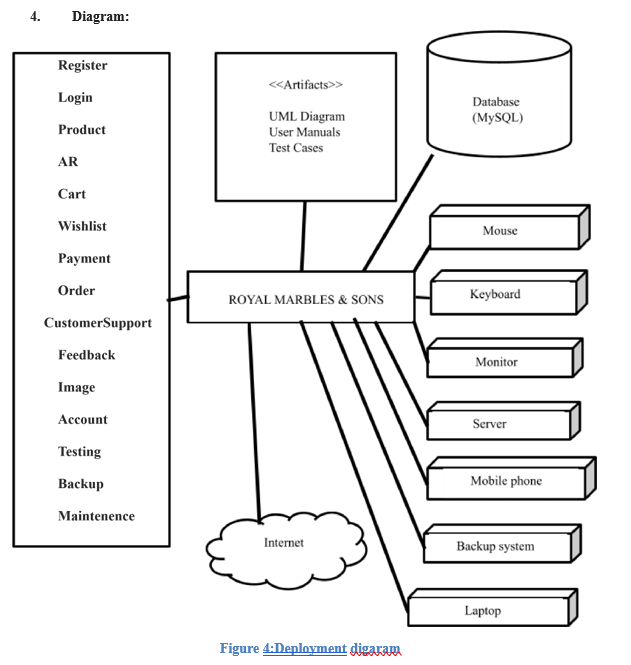 4. Diagram:
Register
Login
Product
AR
Cart
Wishlist
Payment
Order
CustomerSupport
Feedback
Image
Account
Testing
Backup
Maintenence
<<Artifacts>>
UML Diagram
User Manuals
Test Cases
Database
(MySQL)
ROYAL MARBLES & SONS
Mouse
Keyboard
Monitor
Server
Mobile phone
Backup system
Laptop
Internet
Figure 4:Deployment digaram